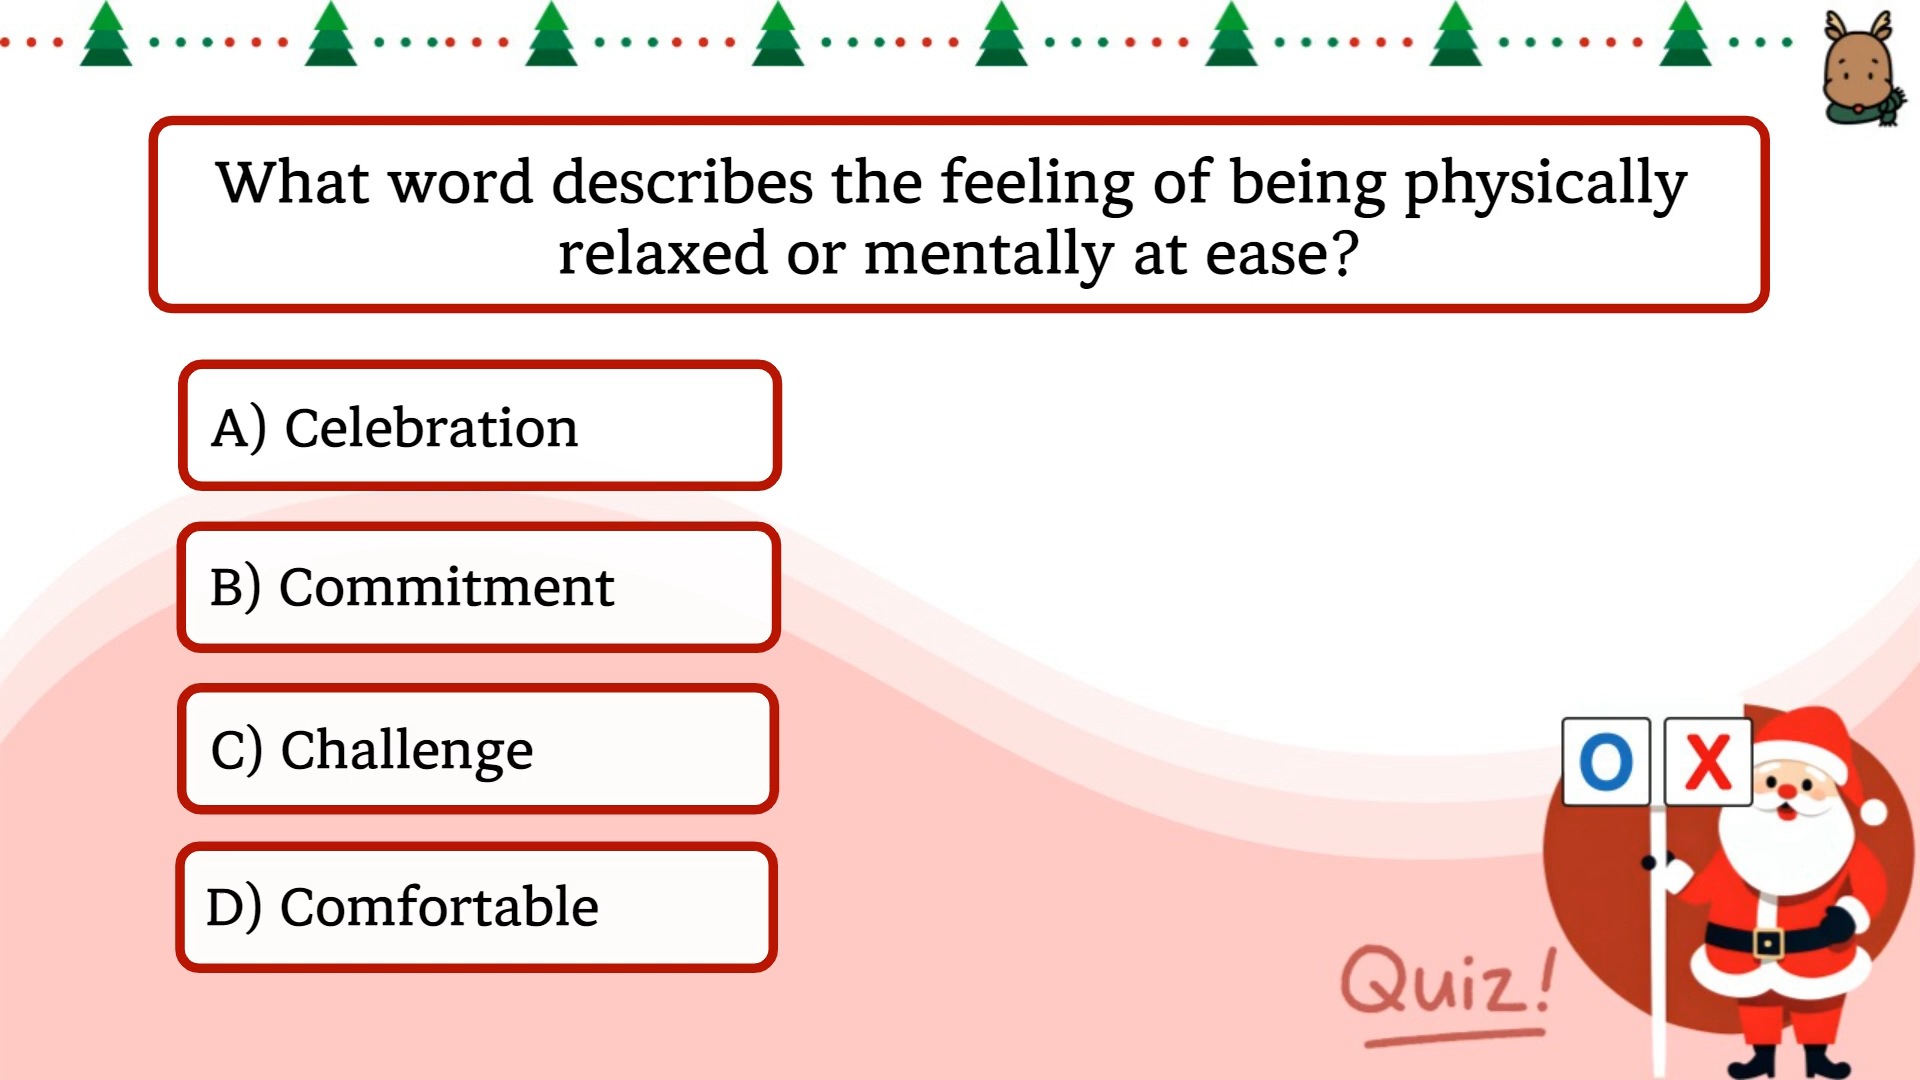 What word describes the feeling of being physically
relaxed or mentally at ease?
A) Celebration
B) Commitment
C) Challenge
D) Comfortable
O X
Quiz!